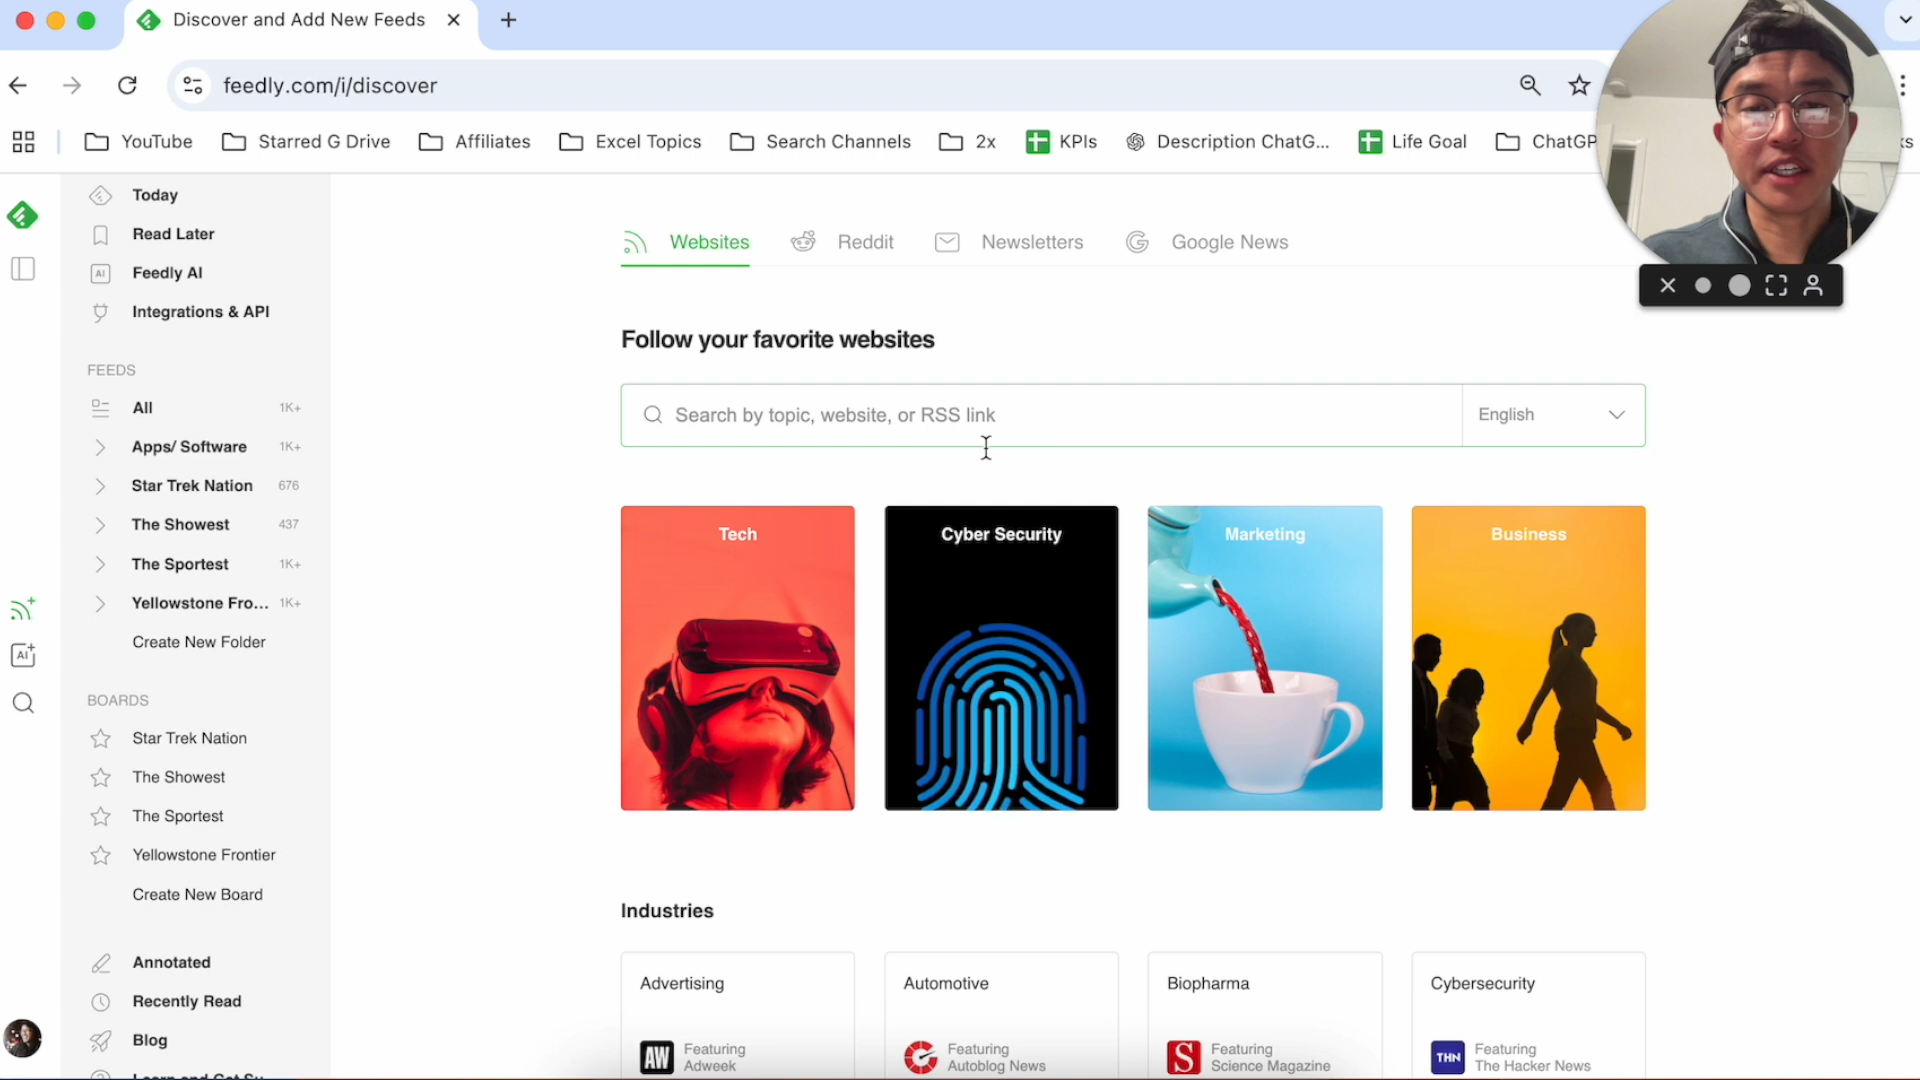 Discover and Add New Feeds
feedly.com/i/discover
YouTube
Starred G Drive
Affiliates
Excel Topics
Search Channels
2x
KPIs
Description ChatG...
Life Goal
ChatGP
Today
Read Later
AI Feedly AI
Integrations & API
FEEDS
All 1K+
Apps/ Software 1K+
Star Trek Nation 676
The Showest 437
The Sportest 1K+
Yellowstone Fro... 1K+
Create New Folder
BOARDS
Star Trek Nation
The Showest
The Sportest
Yellowstone Frontier
Create New Board
Annotated
Recently Read
Blog
AI
Websites
Reddit
Newsletters
Google News
Follow your favorite websites
Search by topic, website, or RSS link
English
Tech
Cyber Security
Marketing
Business
Industries
Advertising
AW
Featuring
Adweek
Automotive
Featuring
Autoblog News
Biopharma
S
Featuring
Science Magazine
Cybersecurity
THN
Featuring
The Hacker News